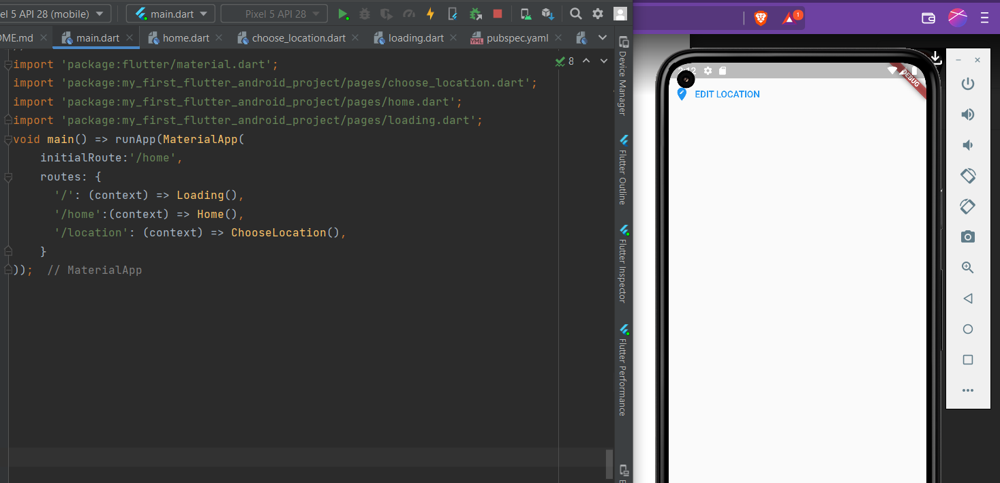 el 5 API 28 (mobile)
main.dart
Pixel 5 API 28
1
OME.md
main.dart
home.dart
choose_location.dart
loading.dart
pubspec.yaml
YML
import 'package:flutter/material.dart';
import 'package:my_first_flutter_android_project/pages/choose_location.dart';
import 'package:my_first_flutter_android_project/pages/home.dart';
import 'package:my_first_flutter_android_project/pages/loading.dart';
void main() => runApp(MaterialApp(
initialRoute:'/home',
routes: {
'/': (context) => Loading(),
'/home':(context) => Home(),
'/location': (context) => ChooseLocation(),
}
)); // MaterialApp
8
Device Manager
Flutter Outline
Flutter Inspector
Flutter Performance
DEBUG
EDIT LOCATION